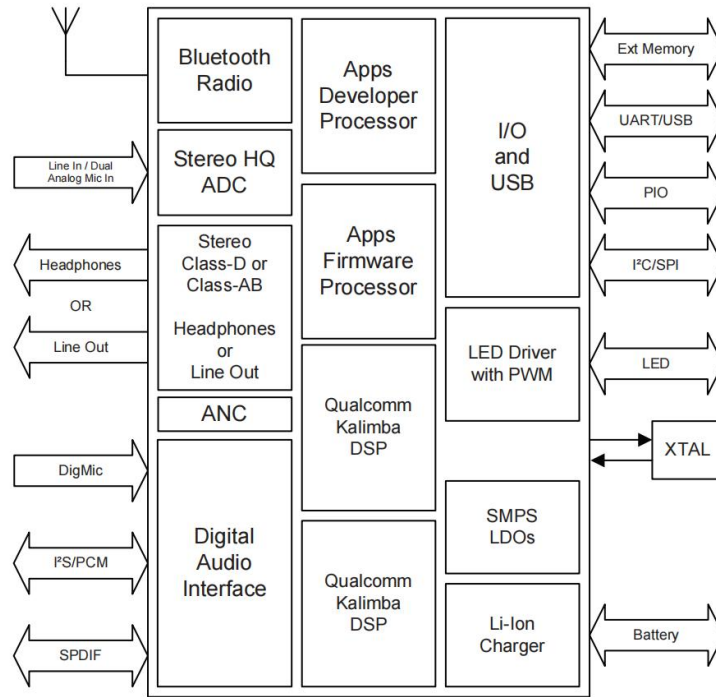 Bluetooth
Radio
Stereo HQ
ADC
Stereo
Class-D or
Class-AB
Headphones
or
Line Out
ANC
Digital
Audio
Interface
Apps
Developer
Processor
Apps
Firmware
Processor
Qualcomm
Kalimba
DSP
Qualcomm
Kalimba
DSP
I/O
and
USB
LED Driver
with PWM
SMPS
LDOs
Li-Ion
Charger
Line In / Dual
Analog Mic In
Headphones
OR
Line Out
DigMic
I²S/PCM
SPDIF
Ext Memory
UART/USB
PIO
I²C/SPI
LED
XTAL
Battery